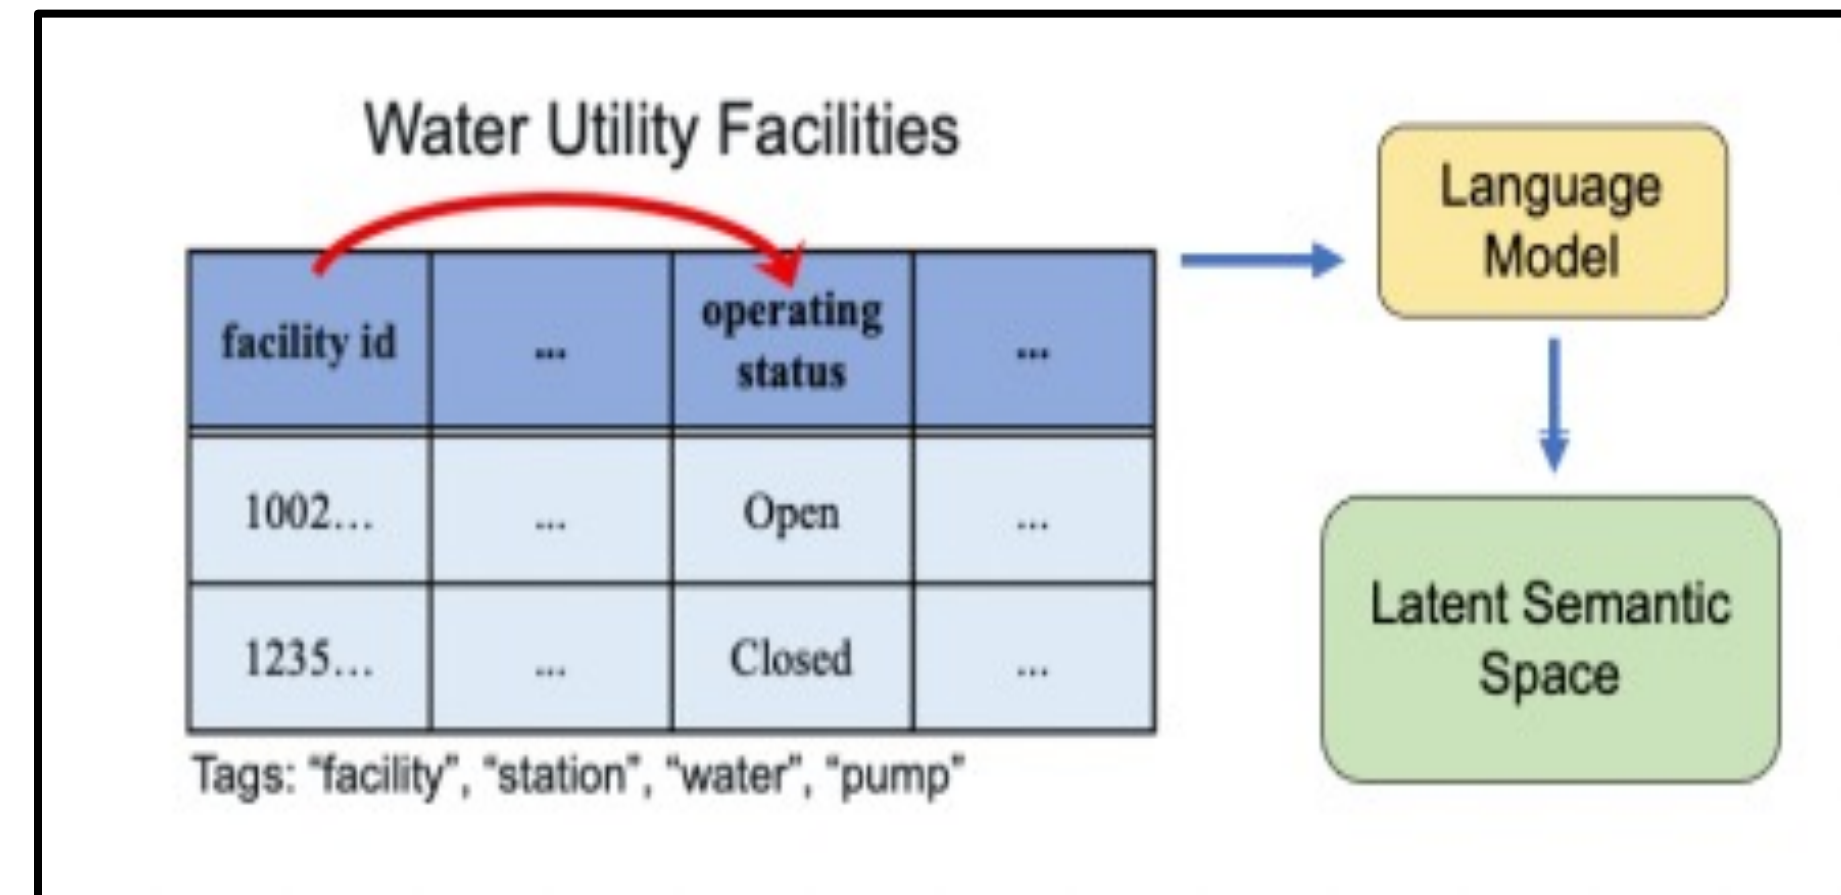 Water Utility Facilities
facility id ... operating status ...
1002... ... Open ...
1235... ... Closed ...
Tags: “facility”, “station”, “water”, “pump”
Language
Model
Latent Semantic
Space